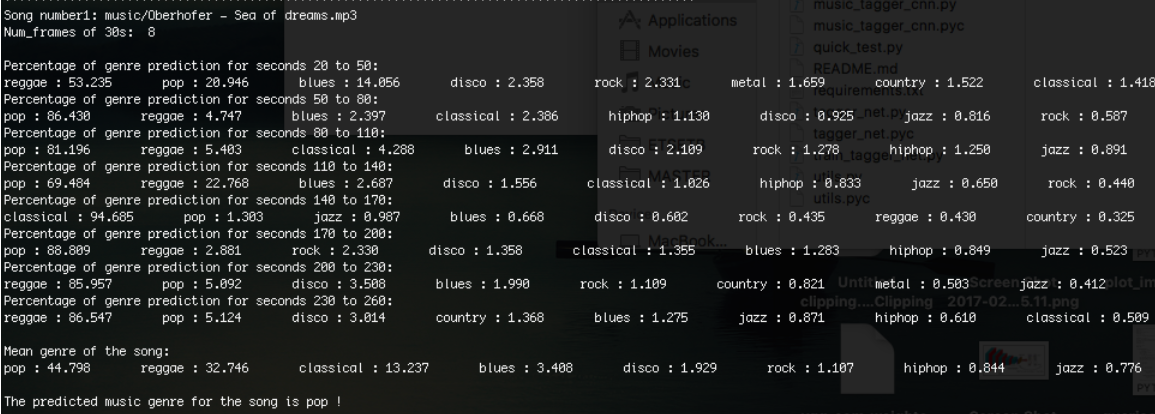 Song number1: music/Oberhofer - Sea of dreams.mp3
Num_frames of 30s: 8
Percentage of genre prediction for seconds 20 to 50:
reggae : 53.235 pop : 20.946 blues : 14.056 disco : 2.358 rock : 2.331 metal : 1.659 country : 1.522 classical : 1.418
Percentage of genre prediction for seconds 50 to 80:
pop : 86.430 reggae : 4.747 blues : 2.397 classical : 2.386 hiphop : 1.130 disco : 0.925 jazz : 0.816 rock : 0.587
Percentage of genre prediction for seconds 80 to 110:
pop : 81.196 reggae : 5.403 classical : 4.288 blues : 2.911 disco : 2.109 rock : 1.278 hiphop : 1.250 jazz : 0.891
Percentage of genre prediction for seconds 110 to 140:
pop : 69.484 reggae : 22.768 blues : 2.687 disco : 1.556 classical : 1.026 hiphop : 0.833 jazz : 0.650 rock : 0.440
Percentage of genre prediction for seconds 140 to 170:
classical : 94.685 pop : 1.303 jazz : 0.987 blues : 0.668 disco : 0.602 rock : 0.435 reggae : 0.430 country : 0.325
Percentage of genre prediction for seconds 170 to 200:
pop : 88.809 reggae : 2.881 rock : 2.330 disco : 1.358 classical : 1.355 blues : 1.283 hiphop : 0.849 jazz : 0.523
Percentage of genre prediction for seconds 200 to 230:
reggae : 85.957 pop : 5.092 disco : 3.508 blues : 1.990 rock : 1.109 country : 0.821 metal : 0.503 jazz : 0.412
Percentage of genre prediction for seconds 230 to 260:
reggae : 86.547 pop : 5.124 disco : 3.014 country : 1.368 blues : 1.275 jazz : 0.871 hiphop : 0.610 classical : 0.509
Mean genre of the song:
pop : 44.798 reggae : 32.746 classical : 13.237 blues : 3.408 disco : 1.929 rock : 1.107 hiphop : 0.844 jazz : 0.776
The predicted music genre for the song is pop !
Applications
Movies
MASTER
MacBook...
music_tagger_cnn.py
music_tagger_cnn.pyc
quick_test.py
README.md
requirements.txt
tagger_net.py
tagger_net.pyc
train_tagger_net.py
utils.py
utils.pyc
clipping....Clipping
2017-02...5.11.png